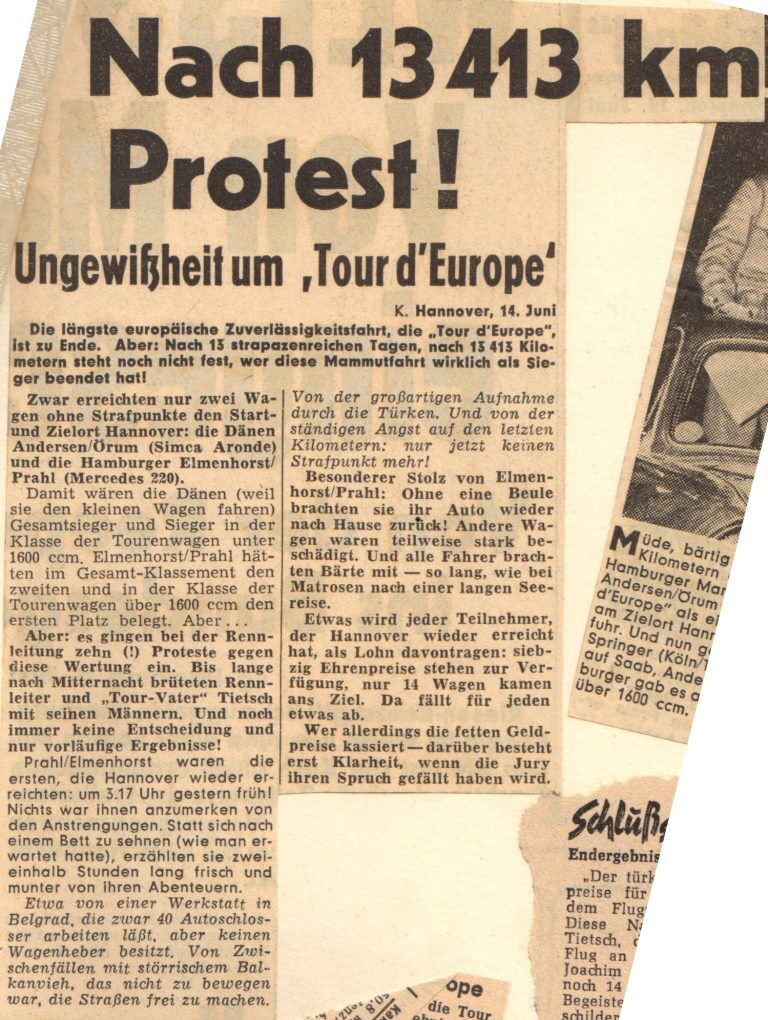 Nach 13 413 km
Protest!
Ungewißheit um ‚Tour d'Europe‘
K. Hannover, 14. Juni
Die längste europäische Zuverlässigkeitsfahrt, die „Tour d'Europe“,
ist zu Ende. Aber: Nach 13 strapazenreichen Tagen, nach 13 413 Kilo-
metern steht noch nicht fest, wer diese Mammutfahrt wirklich als Sie-
ger beendet hat!
Zwar erreichten nur zwei Wa-
gen ohne Strafpunkte den Start-
und Zielort Hannover: die Dänen
Andersen/Örum (Simca Aronde)
und die Hamburger Elmenhorst/
Prahl (Mercedes 220).
Damit wären die Dänen (weil
sie den kleinen Wagen fahren)
Gesamtsieger und Sieger in der
Klasse der Tourenwagen unter
1600 ccm. Elmenhorst/Prahl hät-
ten im Gesamt-Klassement den
zweiten und in der Klasse der
Tourenwagen über 1600 ccm den
ersten Platz belegt. Aber ...
Aber: es gingen bei der Renn-
leitung zehn (!) Proteste gegen
diese Wertung ein. Bis lange
nach Mitternacht brüteten Renn-
leiter und „Tour-Vater“ Tietsch
mit seinen Männern. Und noch
immer keine Entscheidung und
nur vorläufige Ergebnisse!
Prahl/Elmenhorst waren die
ersten, die Hannover wieder er-
reichten: um 3.17 Uhr gestern früh!
Nichts war ihnen anzumerken von
den Anstrengungen. Statt sich nach
einem Bett zu sehnen (wie man er-
wartet hatte), erzählten sie zwei-
einhalb Stunden lang frisch und
munter von ihren Abenteuern.
Etwa von einer Werkstatt in
Belgrad, die zwar 40 Autoschlos-
ser arbeiten läßt, aber keinen
Wagenheber besitzt. Von Zwi-
schenfällen mit störrischem Bal-
kanvieh, das nicht zu bewegen
war, die Straßen frei zu machen.
Von der großartigen Aufnahme
durch die Türken. Und von der
ständigen Angst auf den letzten
Kilometern: nur jetzt keinen
Strafpunkt mehr!
Besonderer Stolz von Elmen-
horst/Prahl: Ohne eine Beule
brachten sie ihr Auto wieder
nach Hause zurück! Andere Wa-
gen waren teilweise stark be-
schädigt. Und alle Fahrer brach-
ten Bärte mit — so lang, wie bei
Matrosen nach einer langen See-
reise.
Etwas wird jeder Teilnehmer,
der Hannover wieder erreicht
hat, als Lohn davontragen: sieb-
zig Ehrenpreise stehen zur Ver-
fügung, nur 14 Wagen kamen
ans Ziel. Da fällt für jeden
etwas ab.
Wer allerdings die fetten Geld-
preise kassiert — darüber besteht
erst Klarheit, wenn die Jury
ihren Spruch gefällt haben wird.
Müde, bärtig
Kilometern
Hamburger
Andersen/Örum
d'Europe" als
am Zielort
fuhr. Und nun
Springer (Köln/
auf Saab,
burger gab es
über 1600 ccm.
Endergebnis
„Der
preise für
dem Flug
Diese
Tietsch,
Flug an
Joachim
noch 14
ope
die Tour